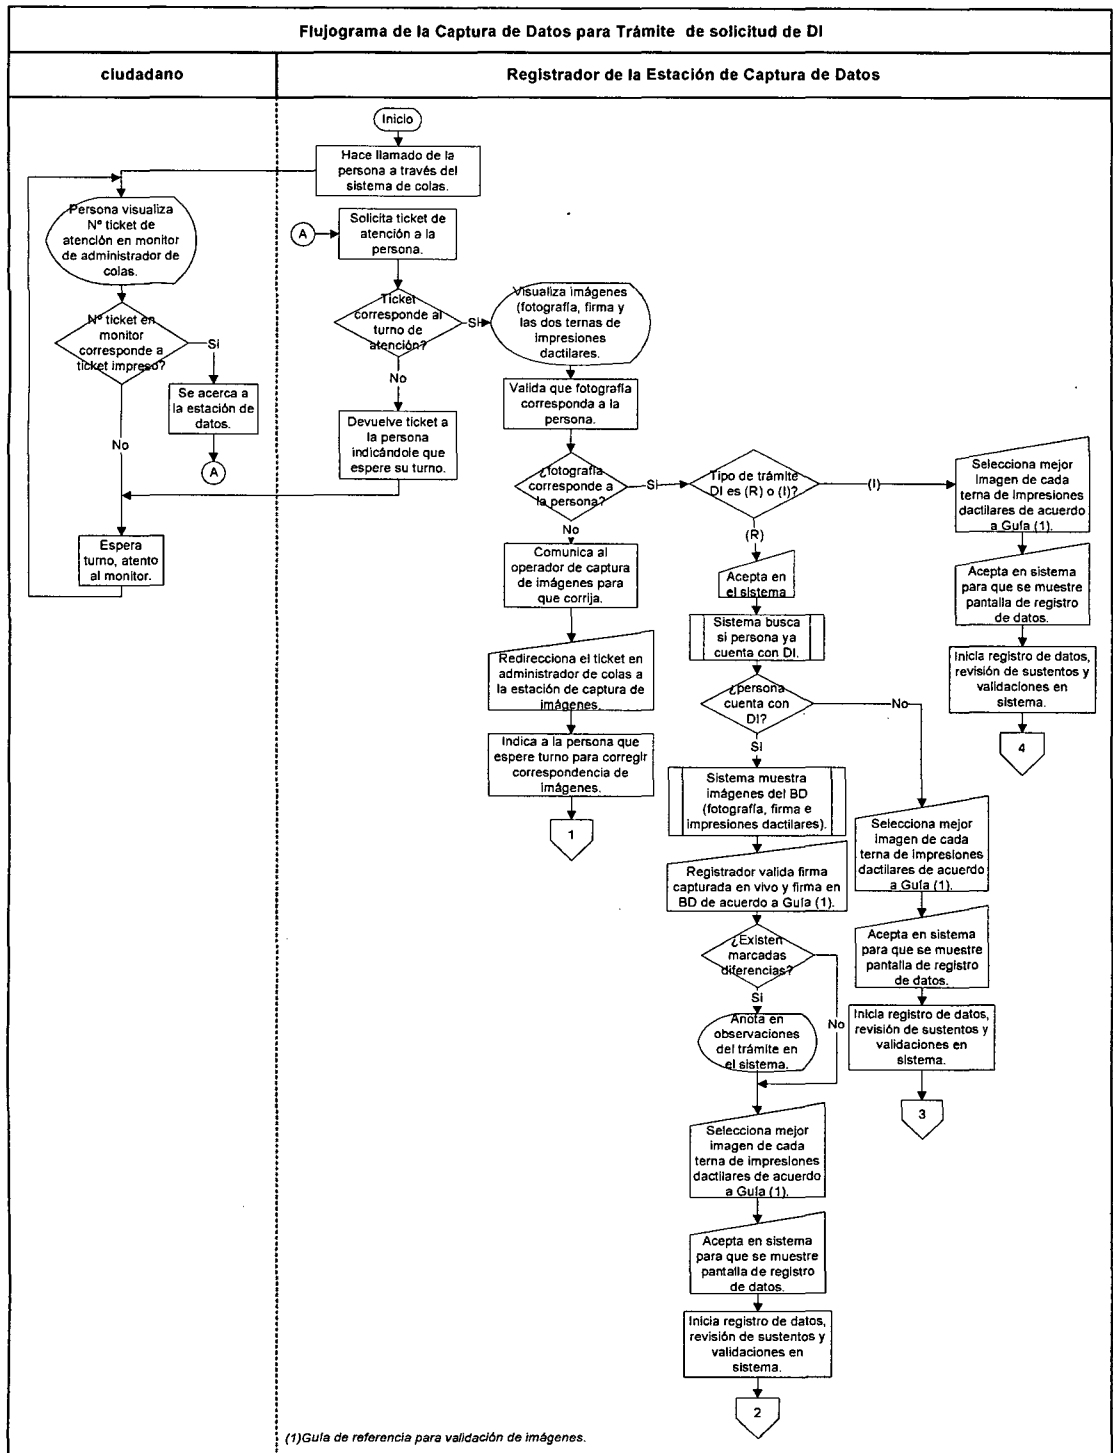 Flujograma de la Captura de Datos para Trámite de solicitud de DI
ciudadano
Registrador de la Estación de Captura de Datos
Inicio
Hace llamado de la
persona a través del
sistema de colas.
Persona visualiza
Nº ticket de
atención en monitor
de administrador de
colas.
Nº ticket en
monitor
corresponde a
ticket impreso?
Si
Se acerca a
la estación de
datos.
A
No
Espera
turno, atento
al monitor.
A
Solicita ticket de
atención a la
persona.
Ticket
corresponde al
turno de
atención?
Si
No
Devuelve ticket a
la persona
indicándole que
espere su turno.
Visualiza imágenes
(fotografía, firma y
las dos ternas de
impresiones
dactilares.
Valida que fotografía
corresponda a la
persona.
¿fotografía
corresponde a
la persona?
Si
No
Comunica al
operador de captura
de imágenes para
que corrija.
Redirecciona el ticket en
administrador de colas a
la estación de captura de
imágenes.
Indica a la persona que
espere turno para corregir
correspondencia de
imágenes.
1
Tipo de trámite
DI es (R) o (I)?
(I)
(R)
Acepta en
el sistema
Sistema busca
si persona ya
cuenta con DI.
¿persona
cuenta con
DI?
No
Si
Sistema muestra
imágenes del BD
(fotografía, firma e
impresiones dactilares).
Registrador valida firma
capturada en vivo y firma en
BD de acuerdo a Guía (1).
¿Existen
marcadas
diferencias?
Si
No
Anota en
observaciones
del trámite en
el sistema.
Selecciona mejor
imagen de cada
terna de impresiones
dactilares de acuerdo
a Guía (1).
Acepta en sistema
para que se muestre
pantalla de registro
de datos.
Inicia registro de datos,
revisión de sustentos y
validaciones en
sistema.
2
Selecciona mejor
imagen de cada
terna de impresiones
dactilares de acuerdo
a Guía (1).
Acepta en sistema
para que se muestre
pantalla de registro
de datos.
Inicia registro de datos,
revisión de sustentos y
validaciones en
sistema.
3
Selecciona mejor
imagen de cada
terna de impresiones
dactilares de acuerdo
a Guía (1).
Acepta en sistema
para que se muestre
pantalla de registro
de datos.
Inicia registro de datos,
revisión de sustentos y
validaciones en
sistema.
4
(1)Guía de referencia para validación de imágenes.